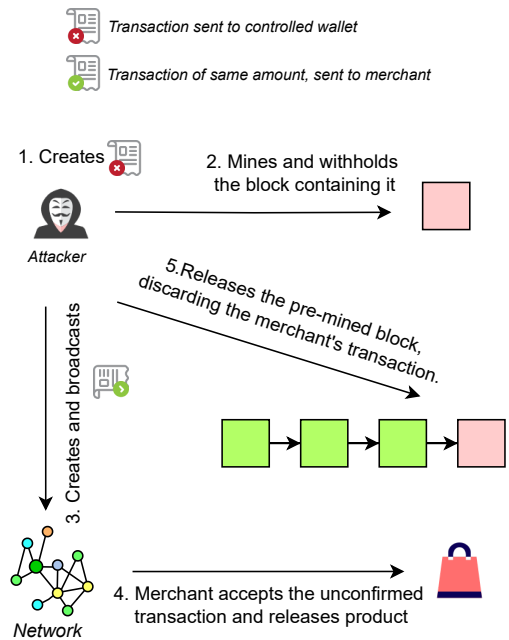 Transaction sent to controlled wallet
Transaction of same amount, sent to merchant
1. Creates
2. Mines and withholds
the block containing it
Attacker
5.Releases the pre-mined block,
discarding the merchant's transaction.
3. Creates and broadcasts
4. Merchant accepts the unconfirmed
transaction and releases product
Network